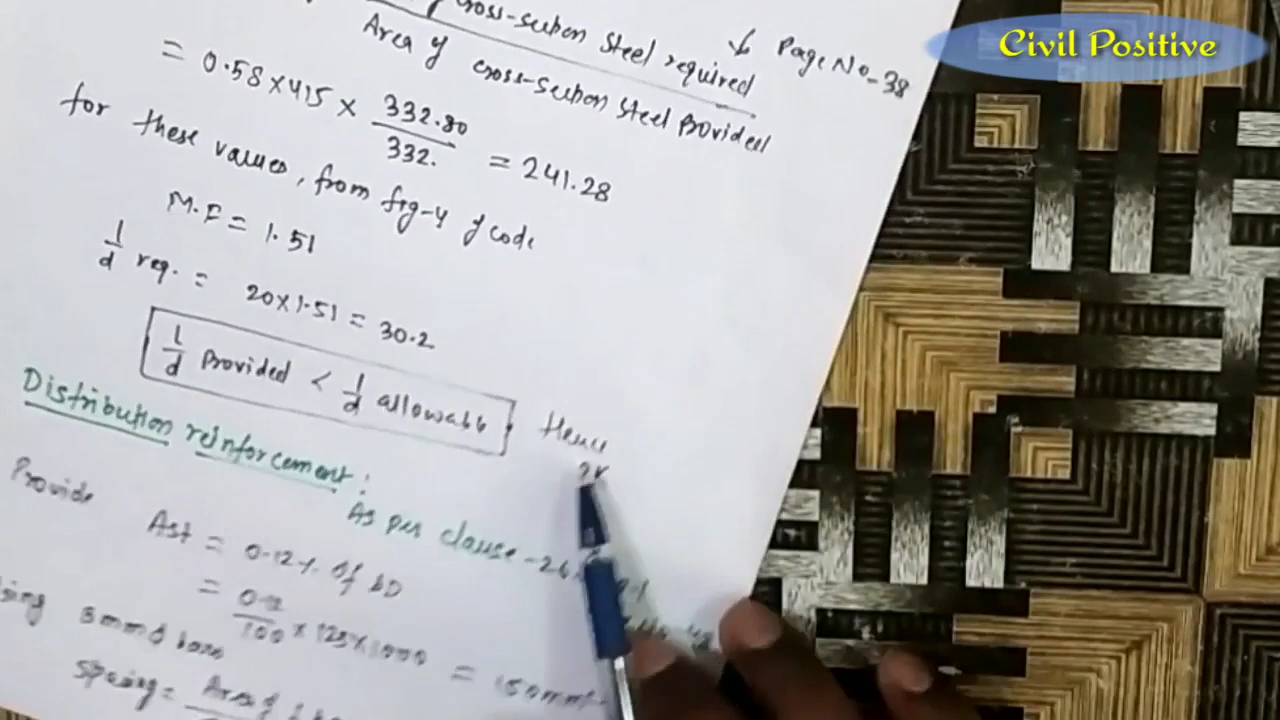 Civil Positive
Page No-38
cross-section Steel required
Area of cross-section Steel Provided
= 0.58×415× 332.80 / 332. = 241.28
for these values, from fig-4 of code
M.F = 1.51
l/d req. = 20×1.51 = 30.2
l/d Provided < l/d allowable Hence
Distribution reinforcement:
As per clause-26
Provide Ast = 0.12% of bD
= 0.12/100 × 125×1000 = 150mm²
8mmϕ bars
Spacing = Area of